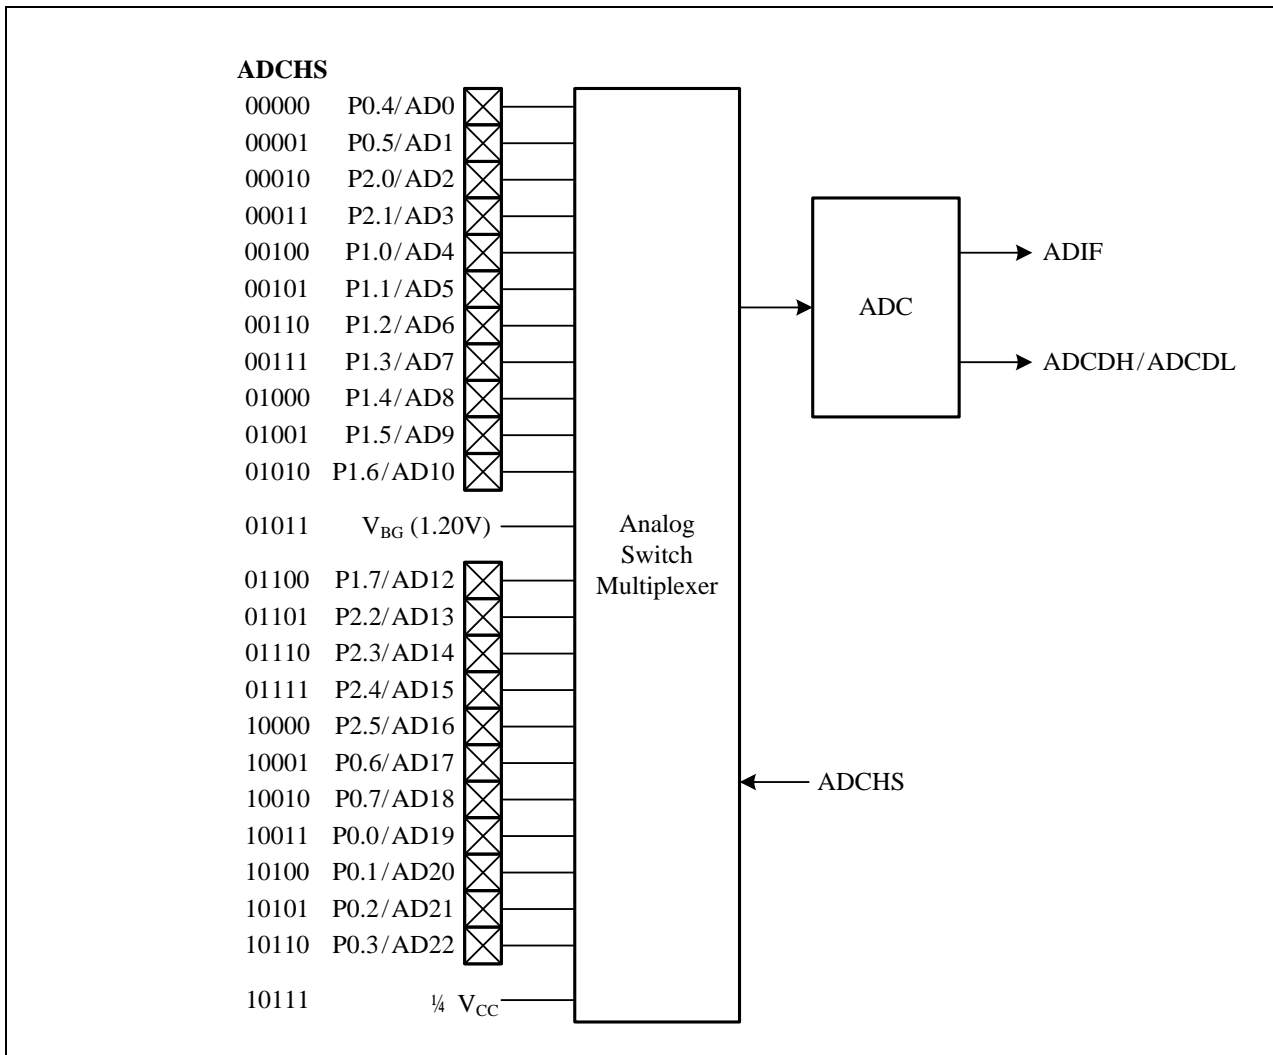 ADCHS
00000 P0.4/AD0
00001 P0.5/AD1
00010 P2.0/AD2
00011 P2.1/AD3
00100 P1.0/AD4
00101 P1.1/AD5
00110 P1.2/AD6
00111 P1.3/AD7
01000 P1.4/AD8
01001 P1.5/AD9
01010 P1.6/AD10
01011 VBG (1.20V)
01100 P1.7/AD12
01101 P2.2/AD13
01110 P2.3/AD14
01111 P2.4/AD15
10000 P2.5/AD16
10001 P0.6/AD17
10010 P0.7/AD18
10011 P0.0/AD19
10100 P0.1/AD20
10101 P0.2/AD21
10110 P0.3/AD22
10111 ¼ VCC
Analog
Switch
Multiplexer
ADC
ADIF
ADCDH/ADCDL
ADCHS